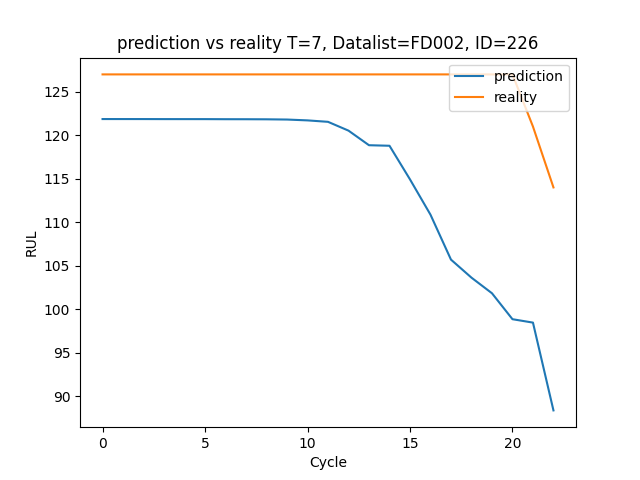 prediction vs reality T=7, Datalist=FD002, ID=226
prediction
reality
125
120
115
110
105
100
95
90
RUL
0 5 10 15 20
Cycle